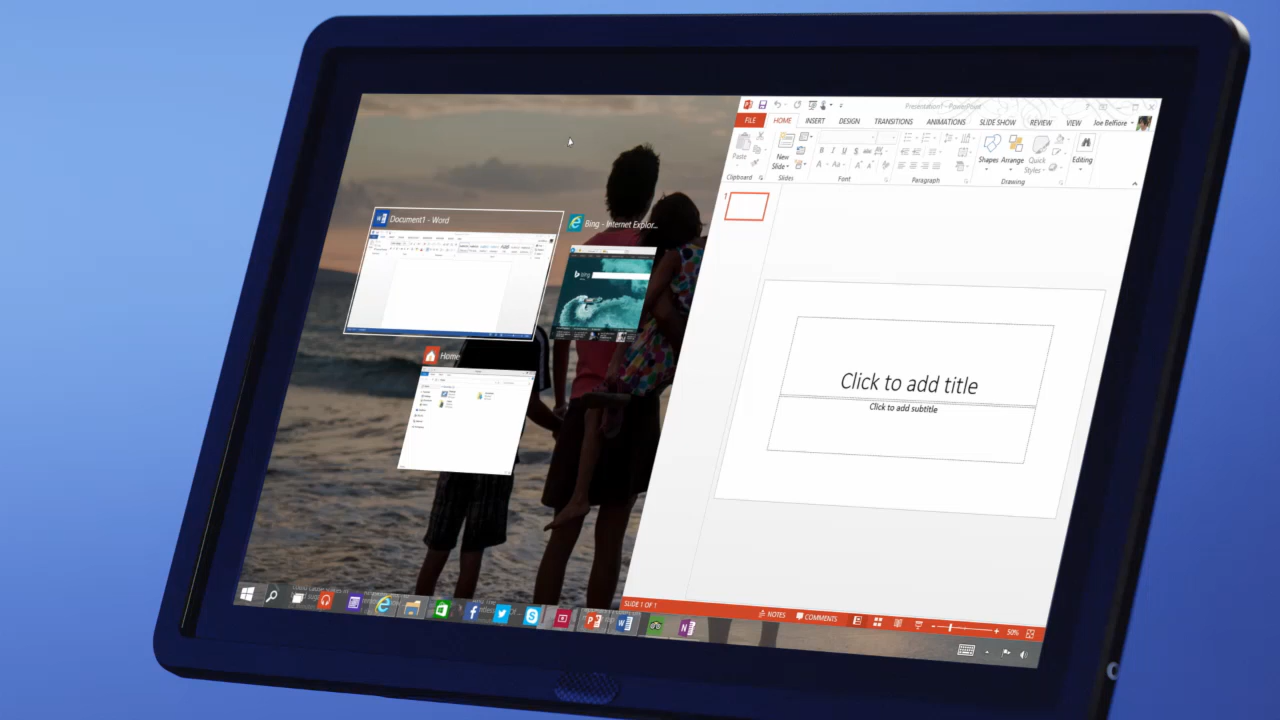 Presentation1 - PowerPoint
FILE
HOME
INSERT
DESIGN
TRANSITIONS
ANIMATIONS
SLIDE SHOW
REVIEW
VIEW
Joe Belfiore
Paste
New
Slide
Shapes
Arrange
Quick
Styles
Editing
Clipboard
Slides
Font
Paragraph
Drawing
1
Document1 - Word
Bing - Internet Explor...
bing
Home
Click to add title
Click to add subtitle
SLIDE 1 OF 1
NOTES
COMMENTS
50%